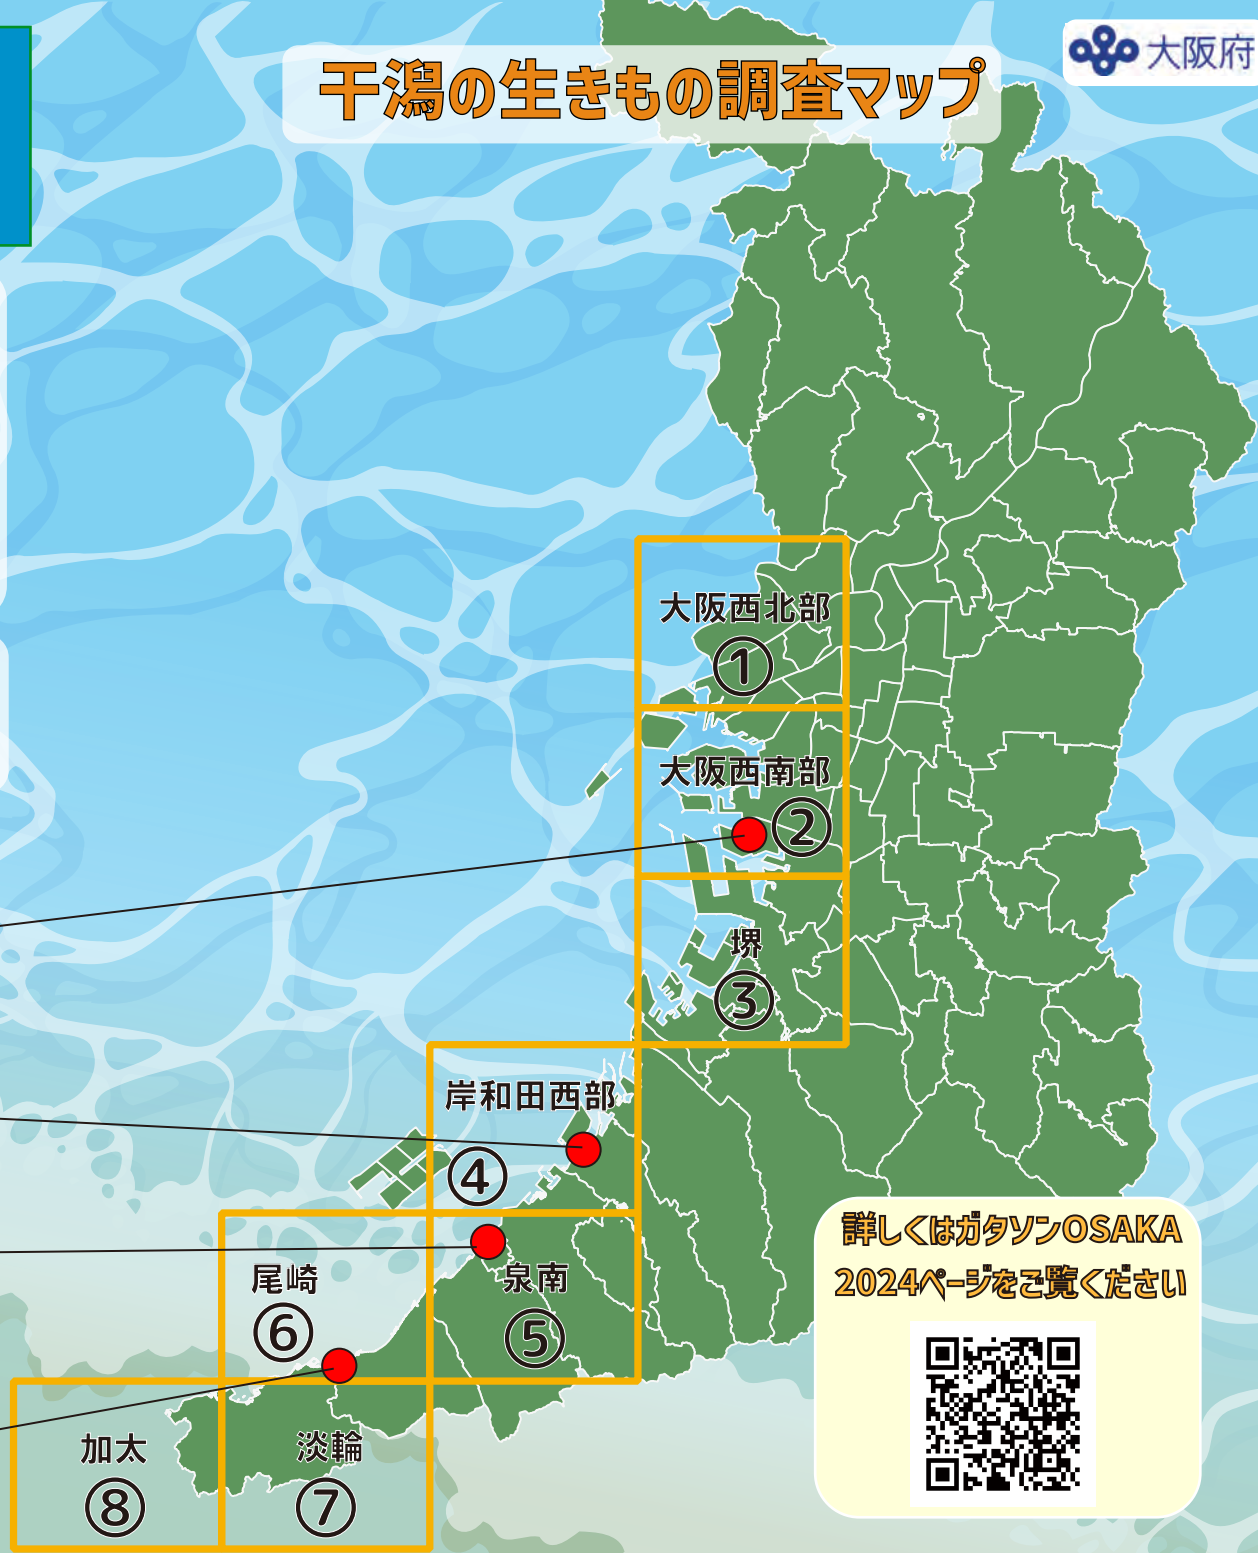 干潟の生きもの調査マップ
大阪府
大阪西北部
①
大阪西南部
②
堺
③
岸和田西部
④
泉南
⑤
尾崎
⑥
淡輪
⑦
加太
⑧
詳しくはガタソンOSAKA
2024ページをご覧ください